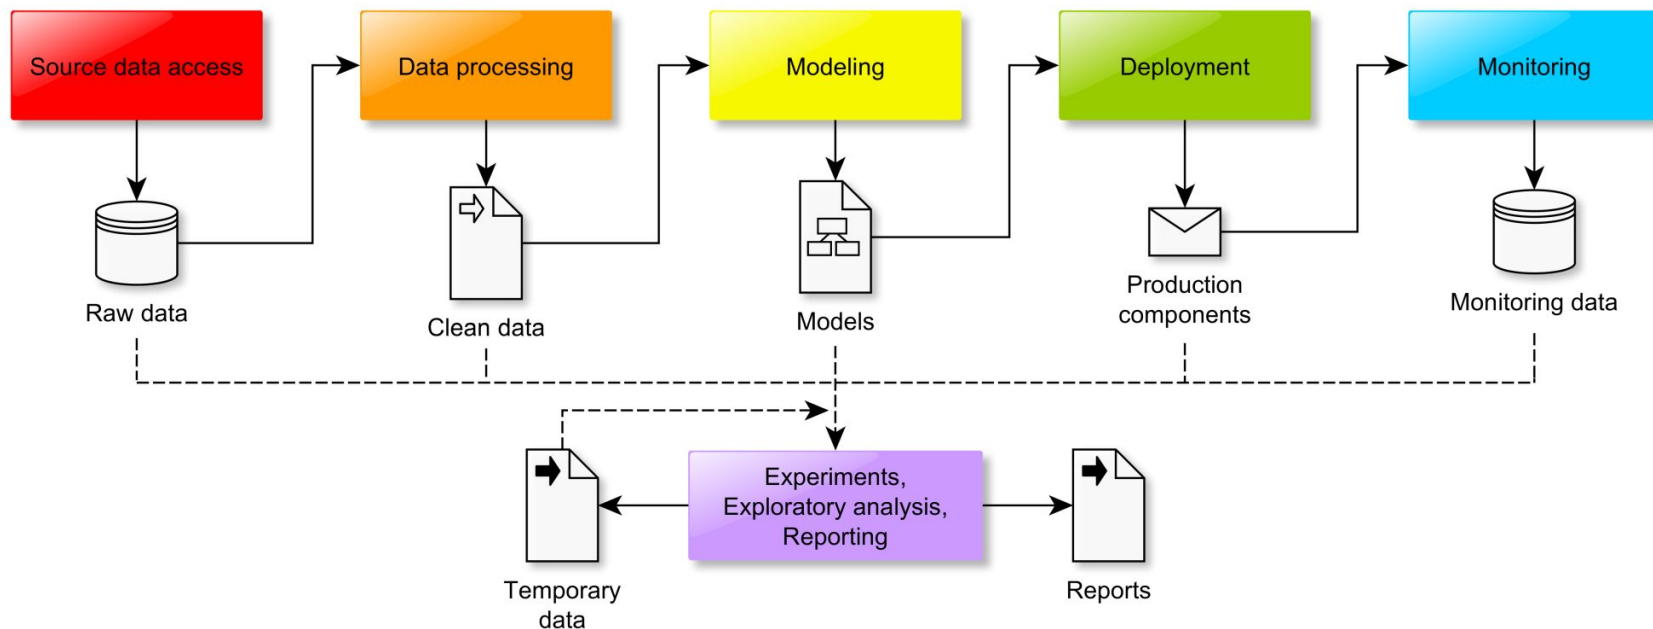 Source data access
Data processing
Modeling
Deployment
Monitoring
Raw data
Clean data
Models
Production
components
Monitoring data
Experiments,
Exploratory analysis,
Reporting
Temporary
data
Reports